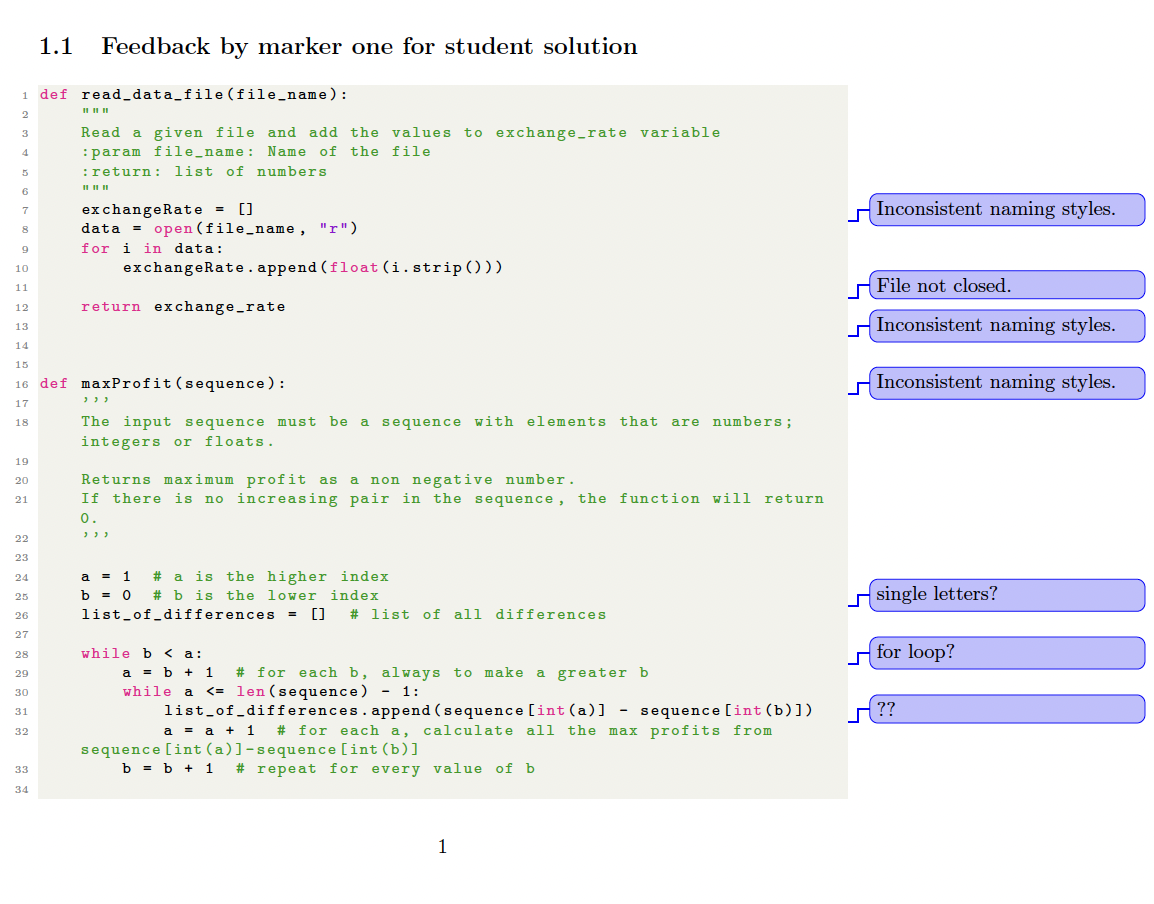 1.1 Feedback by marker one for student solution
1 def read_data_file(file_name):
2 """
3 Read a given file and add the values to exchange_rate variable
4 :param file_name: Name of the file
5 :return: list of numbers
6 """
7 exchangeRate = []
Inconsistent naming styles.
8 data = open(file_name, "r")
9 for i in data:
10 exchangeRate.append(float(i.strip()))
11
File not closed.
12 return exchange_rate
13
Inconsistent naming styles.
14
15
16 def maxProfit(sequence):
Inconsistent naming styles.
17 '''
18 The input sequence must be a sequence with elements that are numbers;
integers or floats.
19
20 Returns maximum profit as a non negative number.
21 If there is no increasing pair in the sequence, the function will return
0.
22 '''
23
24 a = 1 # a is the higher index
25 b = 0 # b is the lower index
single letters?
26 list_of_differences = [] # list of all differences
27
28 while b < a:
for loop?
29 a = b + 1 # for each b, always to make a greater b
30 while a <= len(sequence) - 1:
31 list_of_differences.append(sequence[int(a)] - sequence[int(b)])
??
32 a = a + 1 # for each a, calculate all the max profits from
sequence[int(a)]-sequence[int(b)]
33 b = b + 1 # repeat for every value of b
34
1